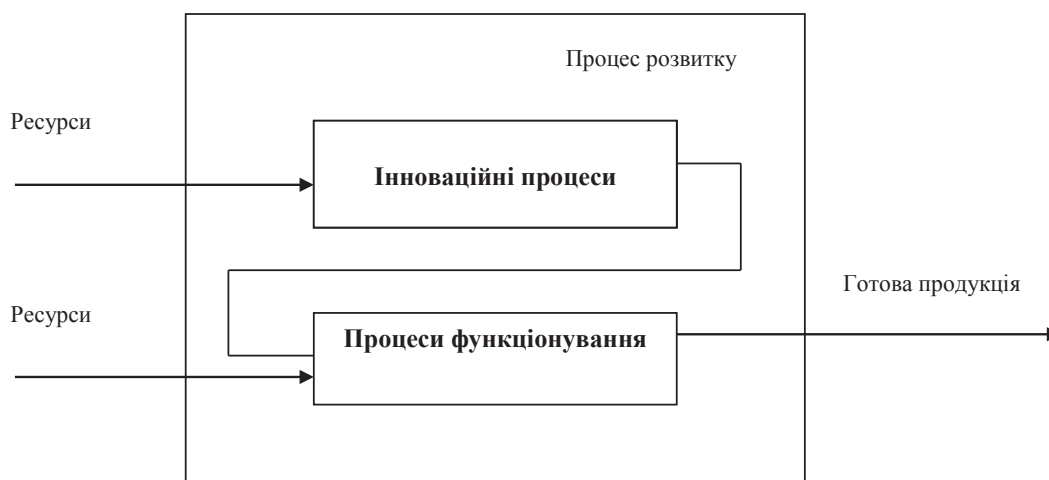 Процес розвитку
Ресурси
Інноваційні процеси
Готова продукція
Ресурси
Процеси функціонування